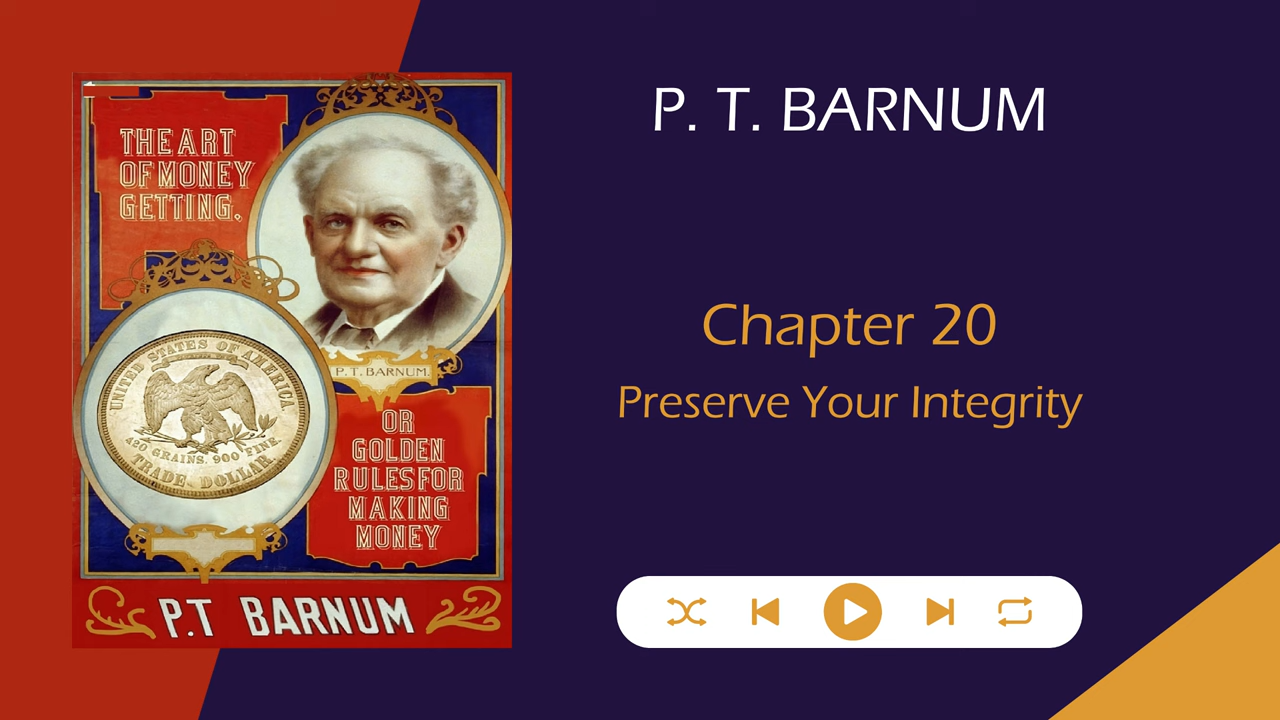 THE ART
OF MONEY
GETTING.
P. T. BARNUM.
UNITED STATES OF AMERICA.
420 GRAINS. 900 FINE.
TRADE DOLLAR.
OR
GOLDEN
RULES FOR
MAKING
MONEY
P.T BARNUM
P. T. BARNUM
Chapter 20
Preserve Your Integrity